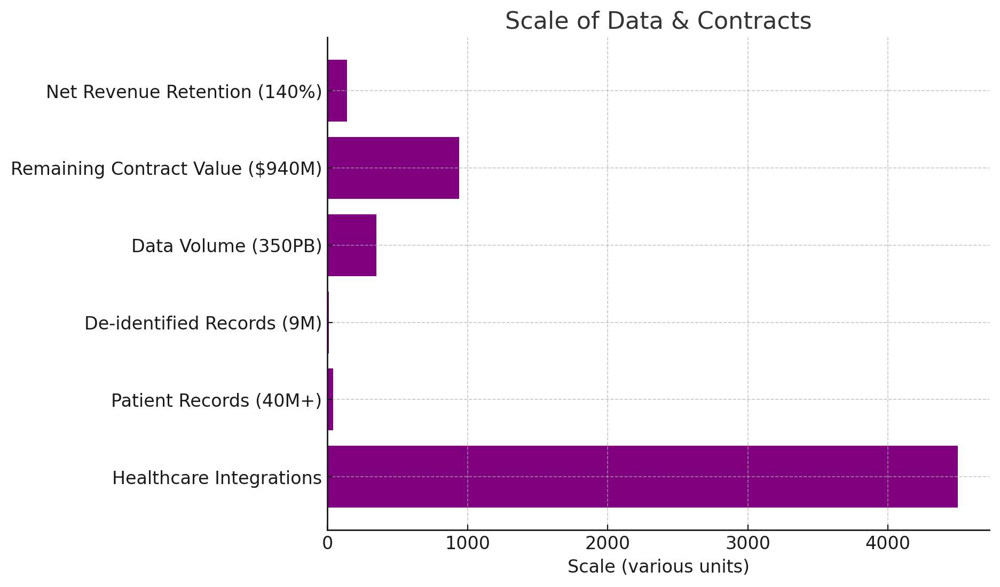 Scale of Data & Contracts
Net Revenue Retention (140%)
Remaining Contract Value ($940M)
Data Volume (350PB)
De-identified Records (9M)
Patient Records (40M+)
Healthcare Integrations
0 1000 2000 3000 4000
Scale (various units)